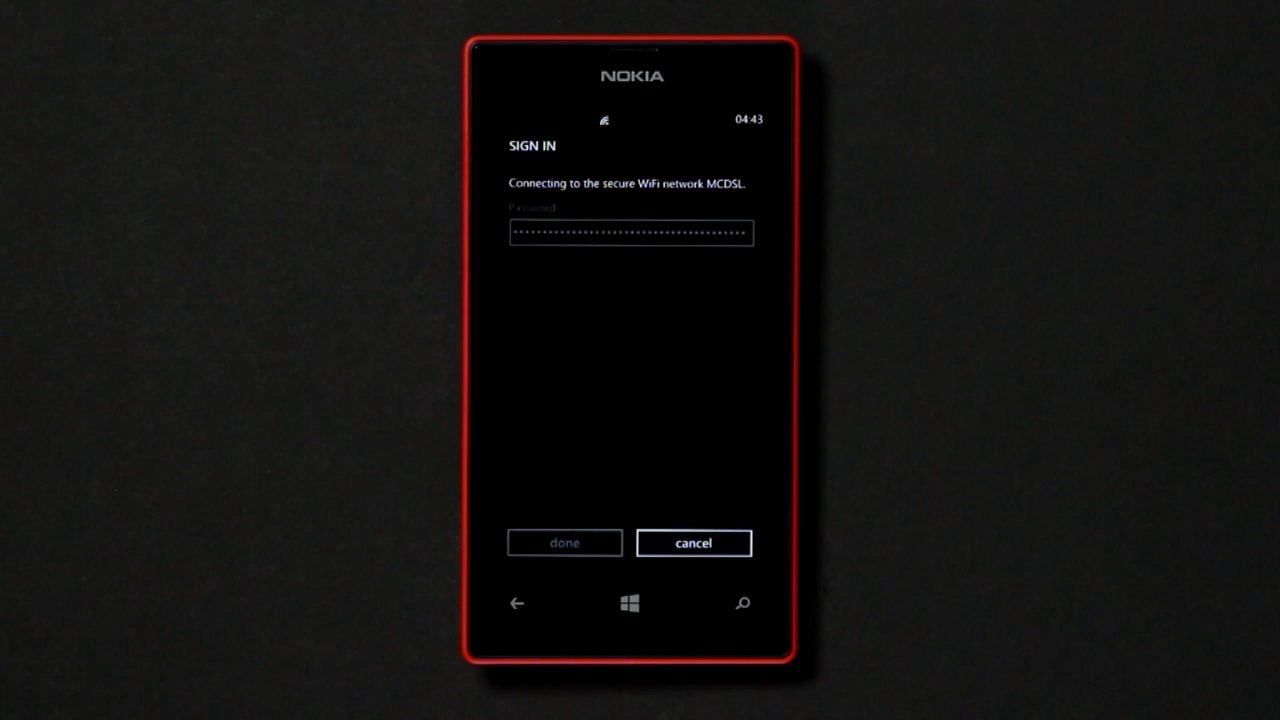 NOKIA
04:43
SIGN IN
Connecting to the secure WiFi network MCDSL.
Password
done
cancel